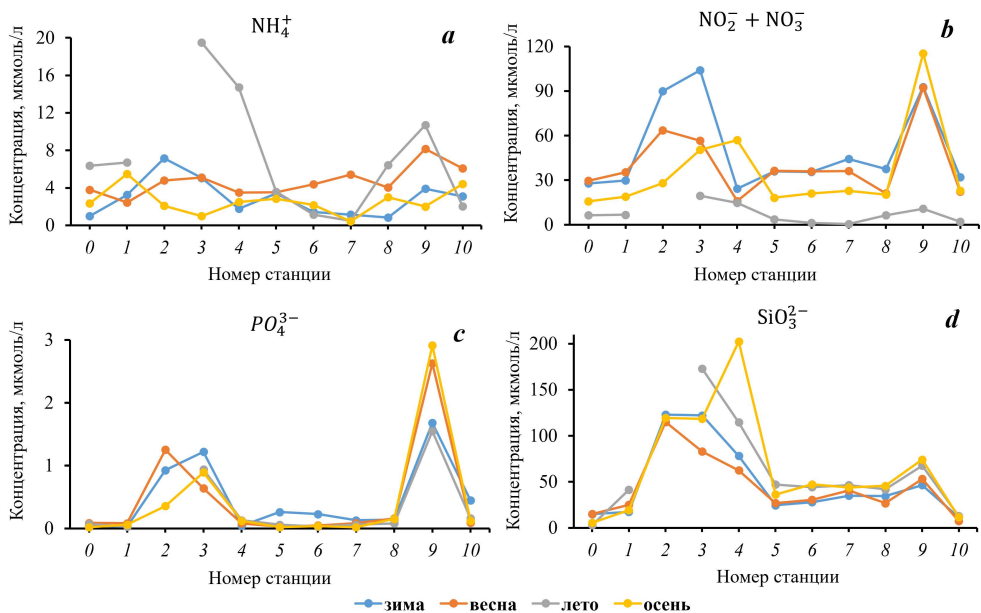 NH₄⁺
a
Концентрация, мкмоль/л
20
16
12
8
4
0
0 1 2 3 4 5 6 7 8 9 10
Номер станции
NO₂⁻ + NO₃⁻
b
Концентрация, мкмоль/л
120
90
60
30
0
0 1 2 3 4 5 6 7 8 9 10
Номер станции
PO₄³⁻
c
Концентрация, мкмоль/л
3
2
1
0
0 1 2 3 4 5 6 7 8 9 10
Номер станции
SiO₃²⁻
d
Концентрация, мкмоль/л
200
150
100
50
0
0 1 2 3 4 5 6 7 8 9 10
Номер станции
зима весна лето осень